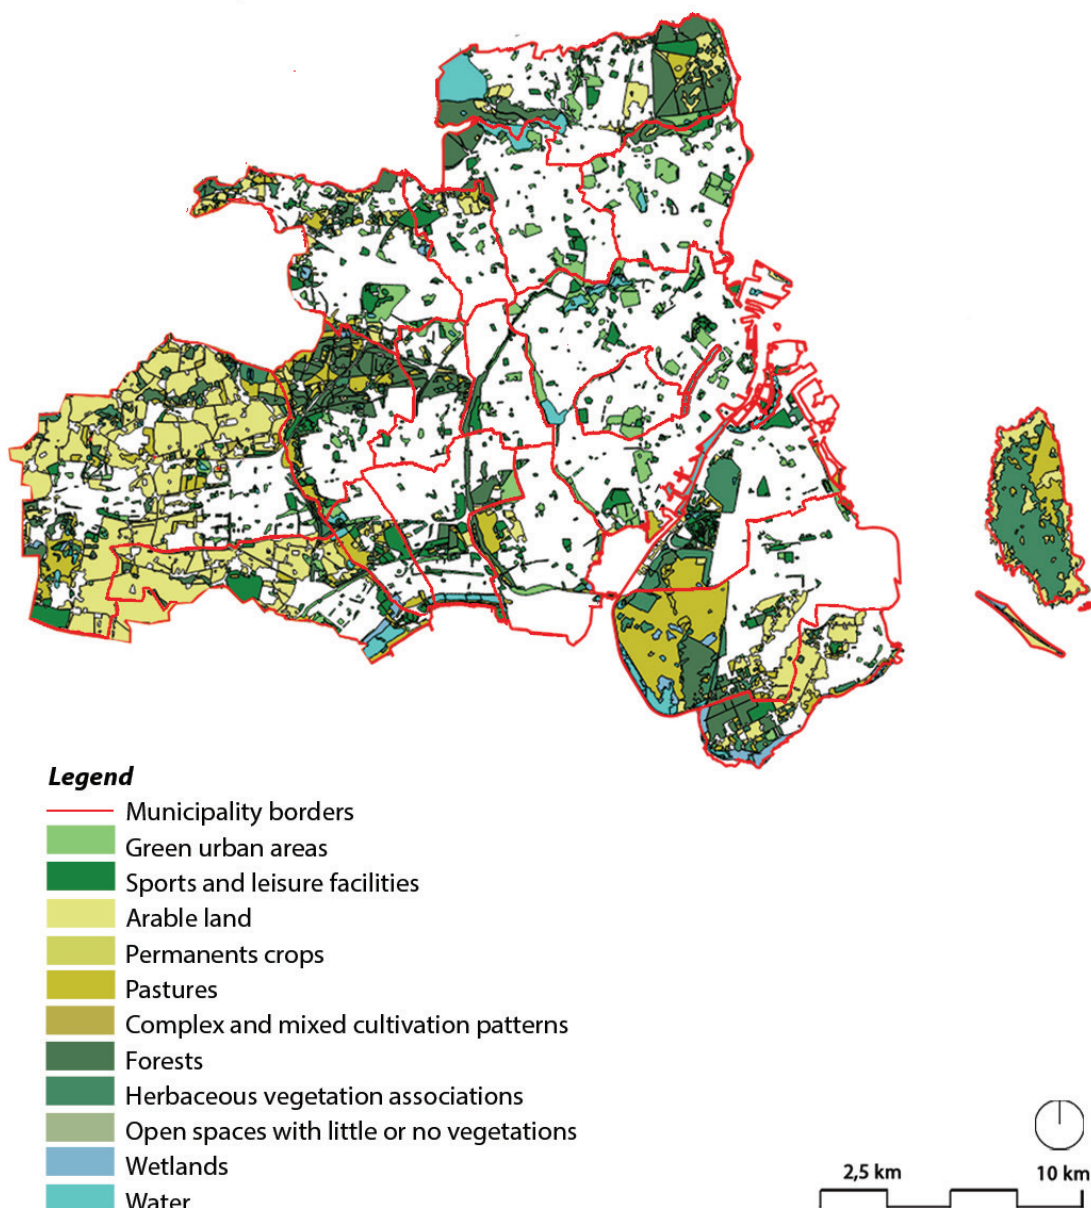 Legend
Municipality borders
Green urban areas
Sports and leisure facilities
Arable land
Permanents crops
Pastures
Complex and mixed cultivation patterns
Forests
Herbaceous vegetation associations
Open spaces with little or no vegetations
Wetlands
Water
2,5 km 10 km